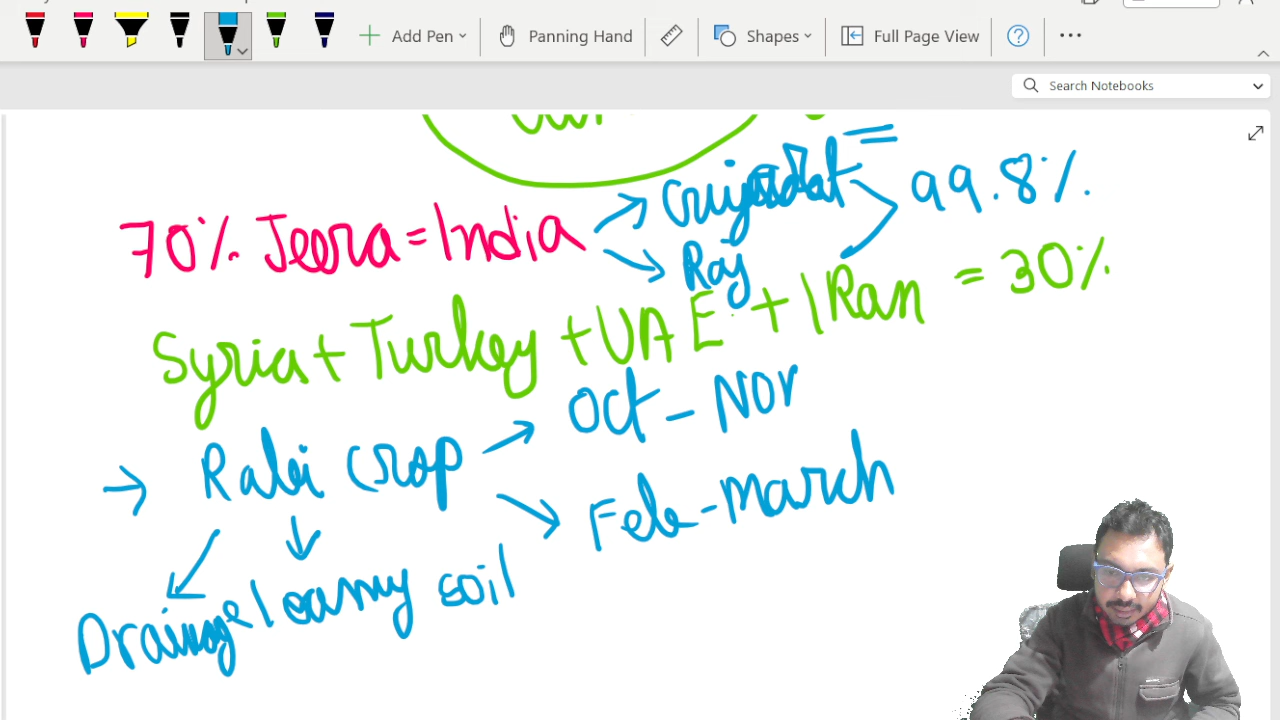 Add Pen Panning Hand Shapes Full Page View ? ...
Search Notebooks
70% Jeera = India → Gujarat = 99.8%
→ Raj
Syria + Turkey + UAE + IRan = 30%
→ Rabi crop → Oct - Nov
→ Feb - March
Drainage loamy soil